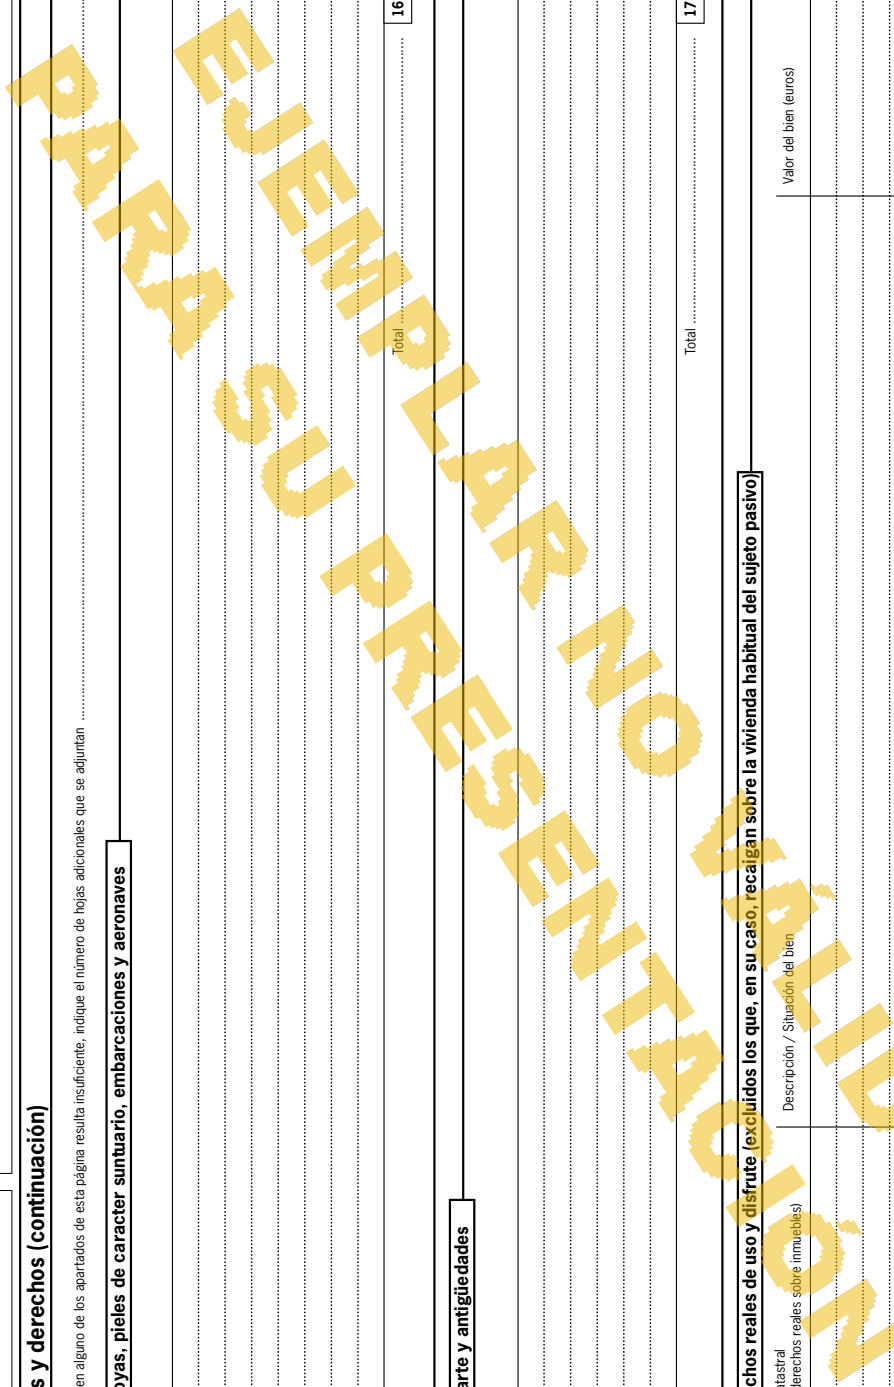 s y derechos (continuación)
en alguno de los apartados de esta página resulta insuficiente, indique el número de hojas adicionales que se adjuntan
oyas, pieles de caracter suntuario, embarcaciones y aeronaves
Total
16
arte y antigüedades
Total
17
chos reales de uso y disfrute (excluidos los que, en su caso, recaigan sobre la vivienda habitual del sujeto pasivo)
atastral
derechos reales sobre inmuebles)
Descripción / Situación del bien
Valor del bien (euros)
EJEMPLAR NO VÁLID
PARA SU PRESENTACIÓN